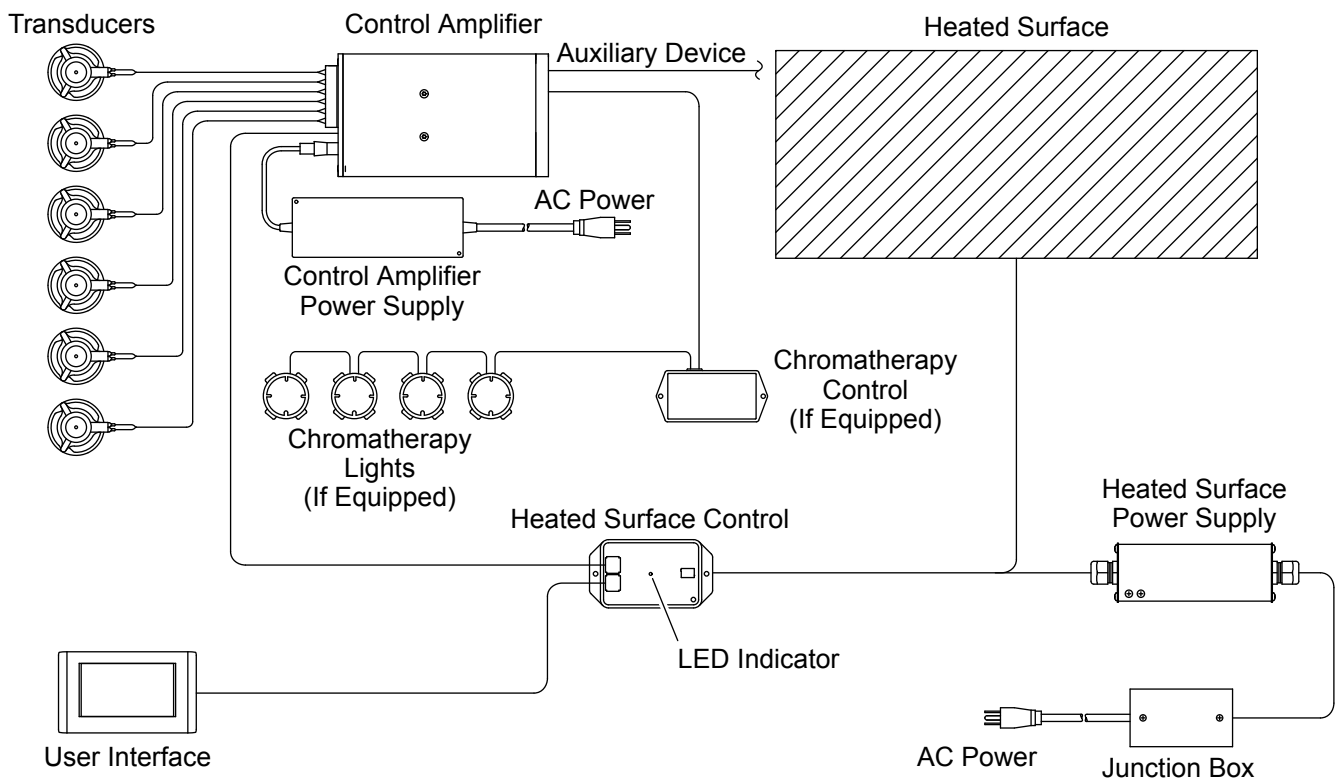 Transducers
Control Amplifier
Heated Surface
Auxiliary Device
AC Power
Control Amplifier
Power Supply
Chromatherapy
Control
(If Equipped)
Chromatherapy
Lights
(If Equipped)
Heated Surface
Power Supply
Heated Surface Control
LED Indicator
User Interface
AC Power
Junction Box